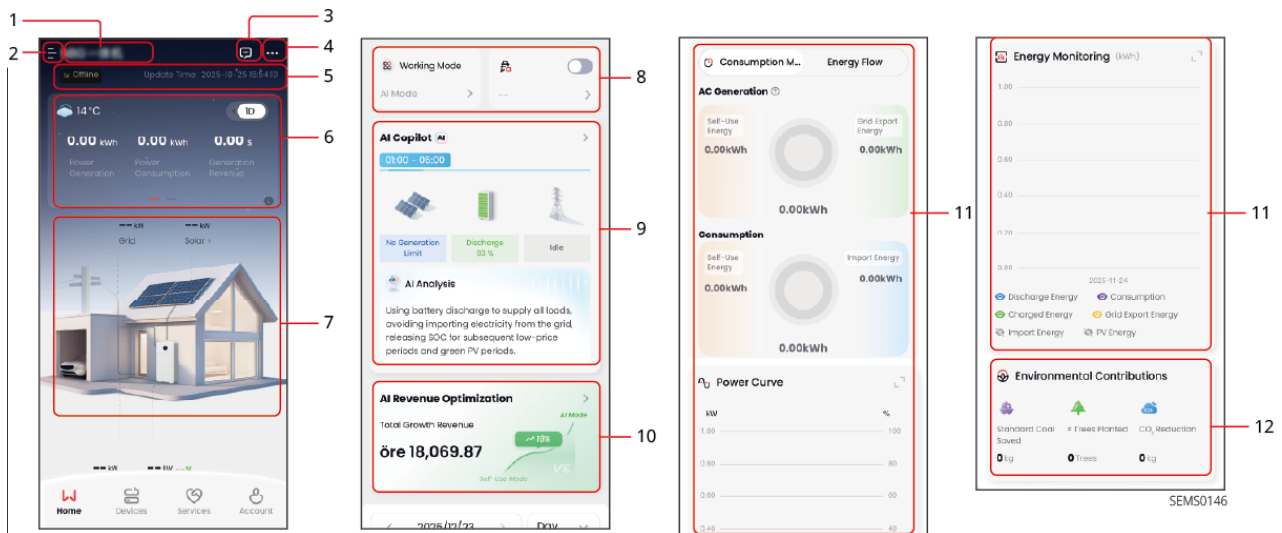 1
2
3
4
Offline
Update Time
5
14°C
1D
0.00 kWh
0.00 kWh
0.00 $
Power Generation
Power Consumption
Generation Revenue
6
-- kW
-- kW
Grid
Solar >
7
-- kW
-- kW
Home
Devices
Services
Account
Working Mode
AI Mode >
-- >
8
AI Copilot AI >
01:00 - 05:00
No Generation Limit
Discharge 93 %
Idle
AI Analysis
Using battery discharge to supply all loads,
avoiding importing electricity from the grid,
releasing SOC for subsequent low-price
periods and green PV periods.
9
AI Revenue Optimization >
Total Growth Revenue
AI Mode
18%
öre 18,069.87
VS
Self-Use Mode
10
< 2025/12/23 >
Day
Consumption M...
Energy Flow
AC Generation
Self-Use Energy
Grid Export Energy
0.00kWh
0.00kWh
0.00kWh
11
Consumption
Self-Use Energy
Import Energy
0.00kWh
0.00kWh
0.00kWh
Power Curve
kW
%
1.00
100
0.80
80
0.60
60
0.40
40
Energy Monitoring (kWh)
1.00
0.80
0.60
0.40
0.20
0.00
11
2025-11-24
Discharge Energy
Consumption
Charged Energy
Grid Export Energy
Import Energy
PV Energy
Environmental Contributions
Standard Coal Saved
≈ Trees Planted
CO₂ Reduction
0 kg
0 Trees
0 kg
12
SEMS0146